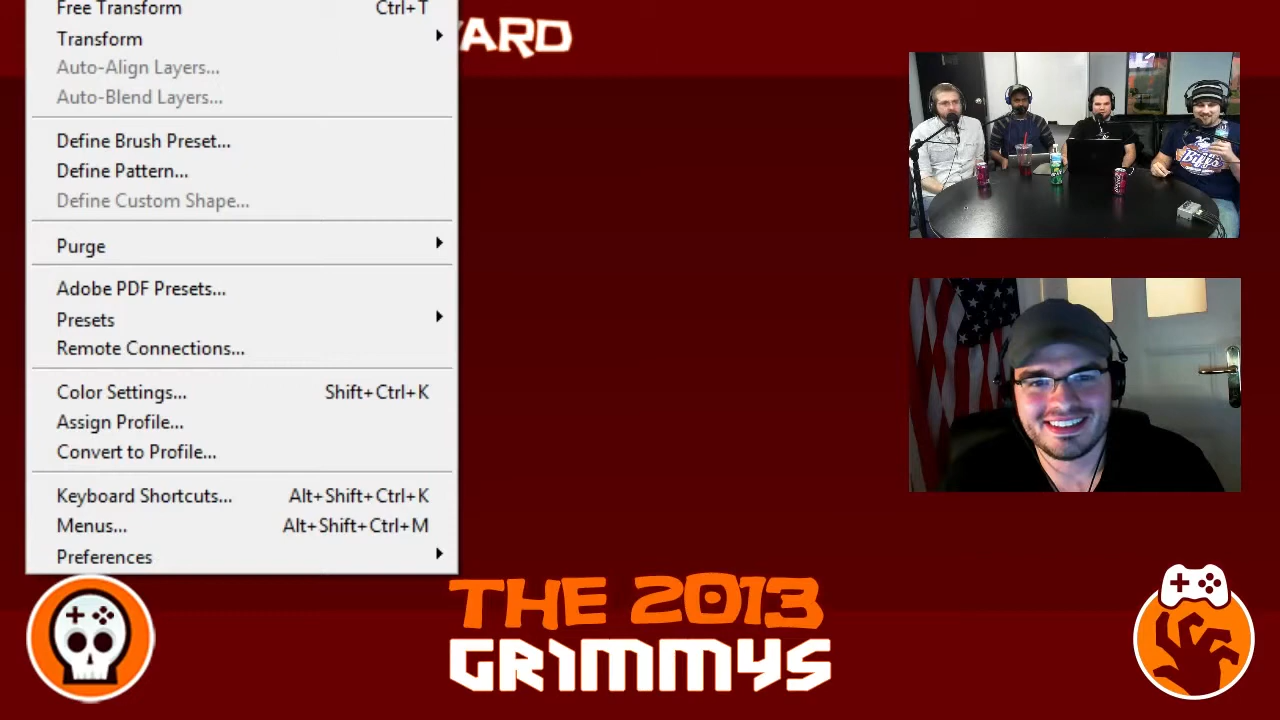 Free Transform Ctrl+T
ARD
Transform
Auto-Align Layers...
Auto-Blend Layers...
Define Brush Preset...
Define Pattern...
Define Custom Shape...
Purge
Adobe PDF Presets...
Presets
Remote Connections...
Color Settings... Shift+Ctrl+K
Assign Profile...
Convert to Profile...
Keyboard Shortcuts... Alt+Shift+Ctrl+K
Menus... Alt+Shift+Ctrl+M
Preferences
THE 2013
GR1MM4S